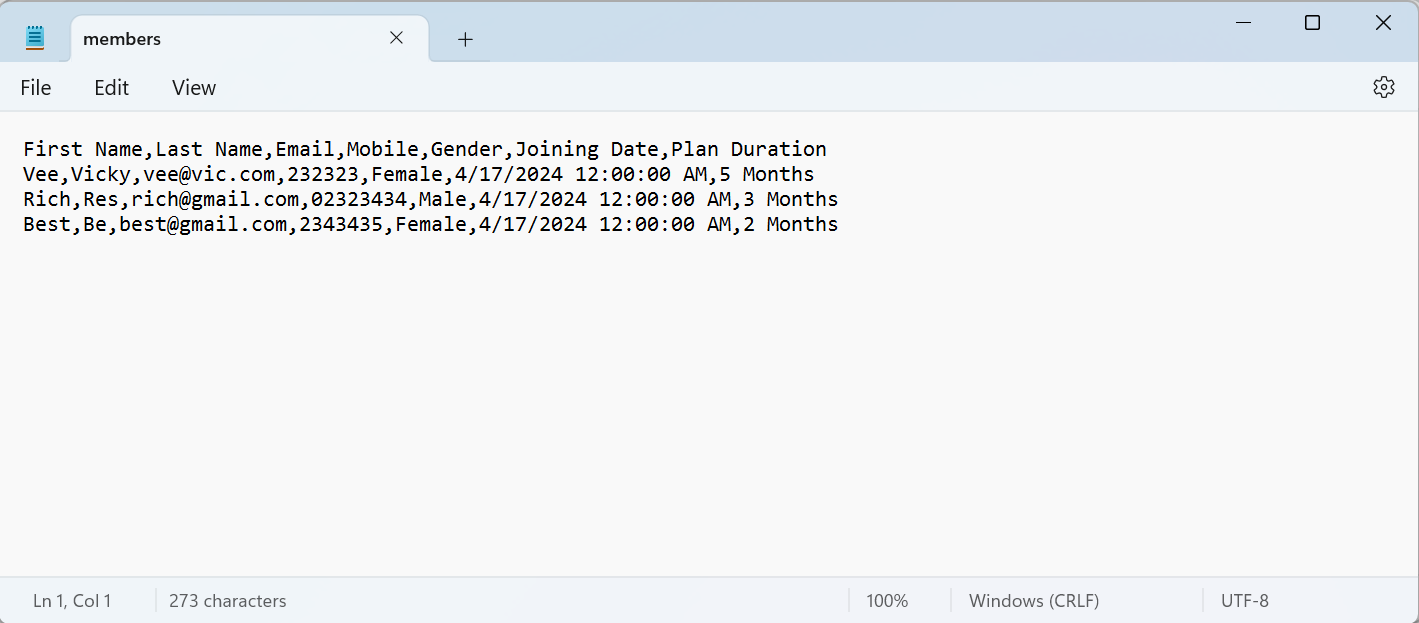 members
File Edit View
First Name,Last Name,Email,Mobile,Gender,Joining Date,Plan Duration
Vee,Vicky,vee@vic.com,232323,Female,4/17/2024 12:00:00 AM,5 Months
Rich,Res,rich@gmail.com,02323434,Male,4/17/2024 12:00:00 AM,3 Months
Best,Be,best@gmail.com,2343435,Female,4/17/2024 12:00:00 AM,2 Months
Ln 1, Col 1 273 characters 100% Windows (CRLF) UTF-8